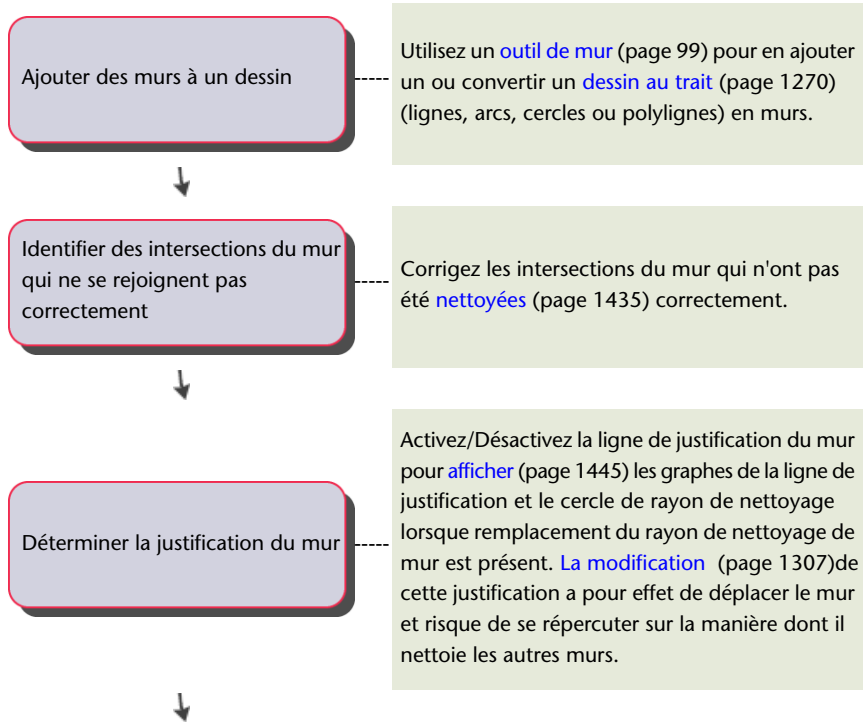 Ajouter des murs à un dessin
Utilisez un outil de mur (page 99) pour en ajouter
un ou convertir un dessin au trait (page 1270)
(lignes, arcs, cercles ou polylignes) en murs.
Identifier des intersections du mur
qui ne se rejoignent pas
correctement
Corrigez les intersections du mur qui n'ont pas
été nettoyées (page 1435) correctement.
Déterminer la justification du mur
Activez/Désactivez la ligne de justification du mur
pour afficher (page 1445) les graphes de la ligne de
justification et le cercle de rayon de nettoyage
lorsque remplacement du rayon de nettoyage de
mur est présent. La modification (page 1307)de
cette justification a pour effet de déplacer le mur
et risque de se répercuter sur la manière dont il
nettoie les autres murs.